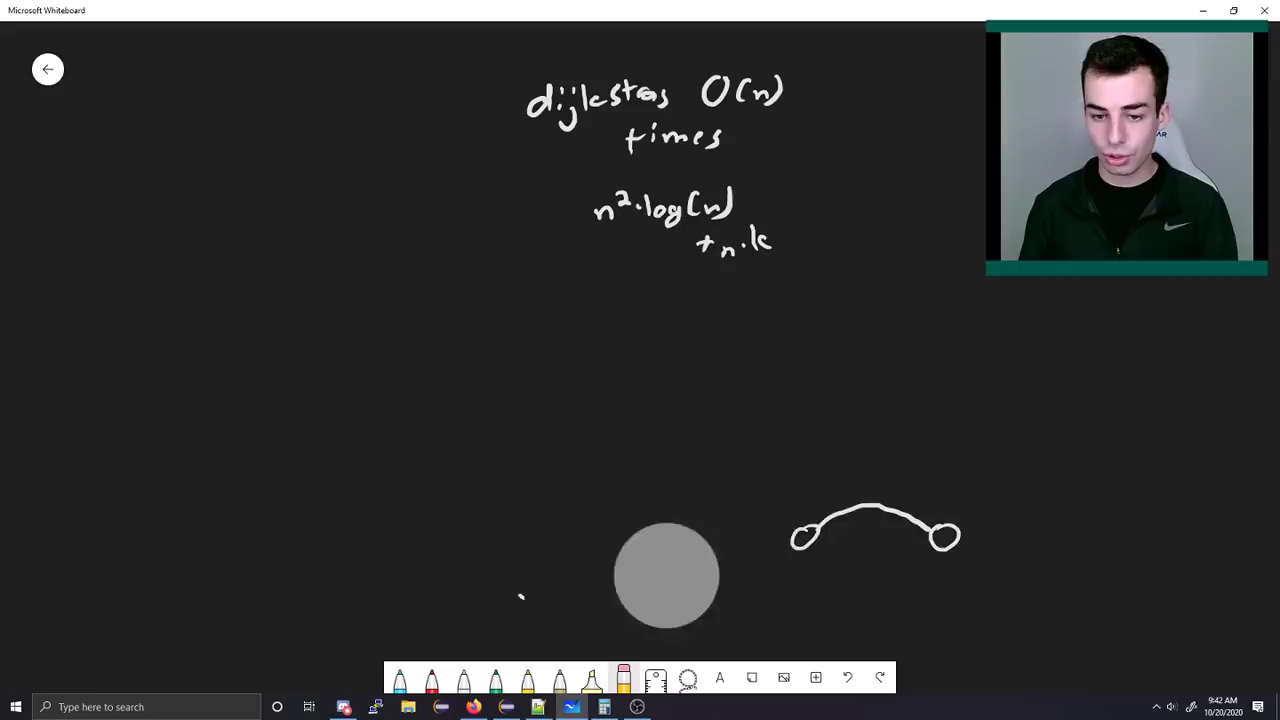 Microsoft Whiteboard
dijkstras O(n)
times
n²·log(n)
+n·k
Type here to search
9:42 AM
10/20/2020